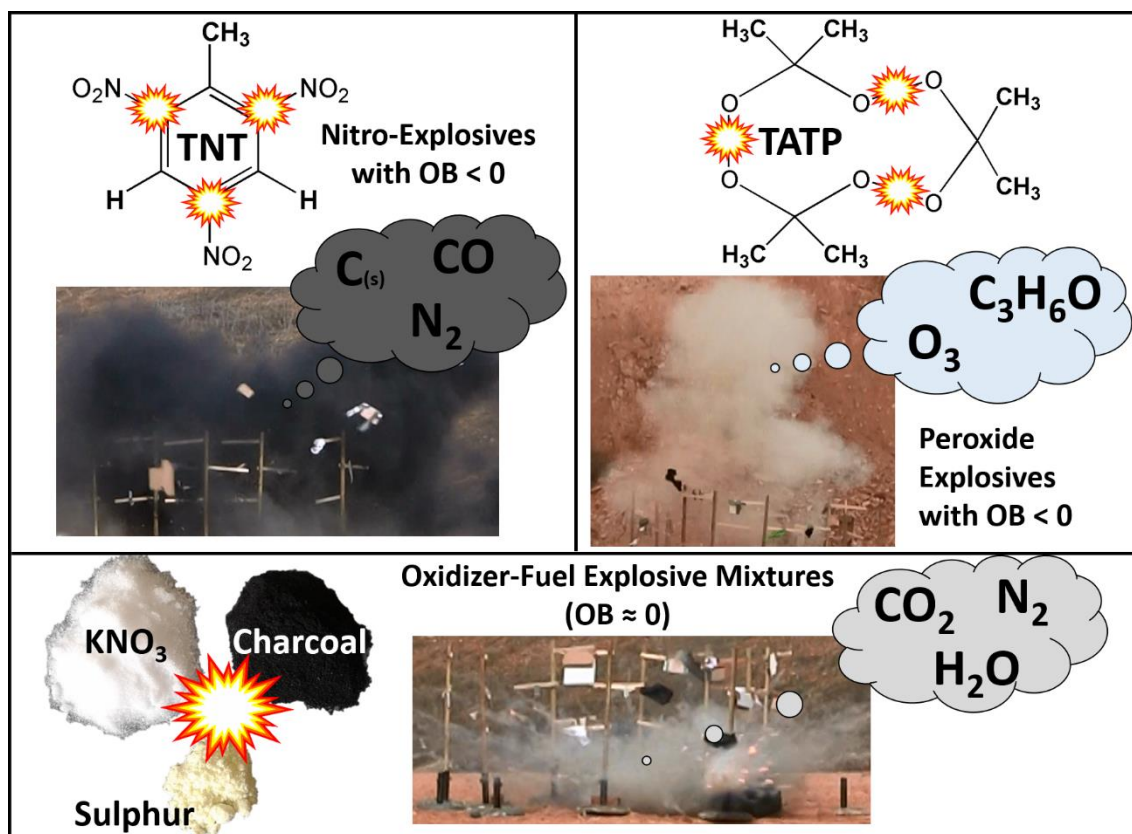 CH₃
O₂N
NO₂
TNT
H
H
NO₂
Nitro-Explosives
with OB < 0
C(s)
CO
N₂
H₃C
CH₃
O
O
O
TATP
CH₃
O
O
O
CH₃
H₃C
CH₃
C₃H₆O
O₃
Peroxide
Explosives
with OB < 0
KNO₃
Charcoal
Sulphur
Oxidizer-Fuel Explosive Mixtures
(OB ≈ 0)
CO₂
N₂
H₂O